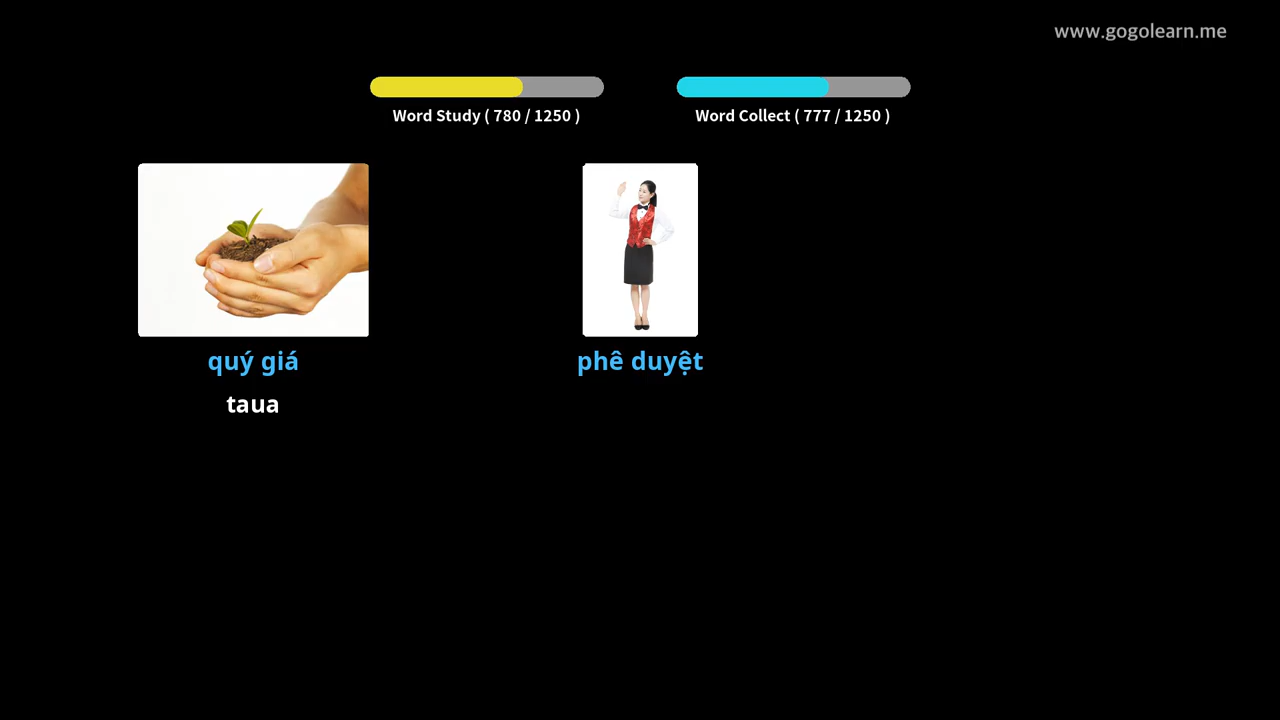 www.gogolearn.me
Word Study ( 780 / 1250 )
Word Collect ( 777 / 1250 )
quý giá
taua
phê duyệt